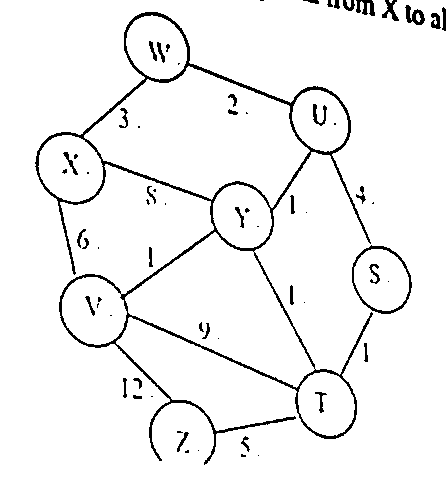 from X to al
W.
2.
U.
3.
X.
8.
Y.
1.
4.
6.
1
S.
1
V.
9.
1
12.
T
Z
5.